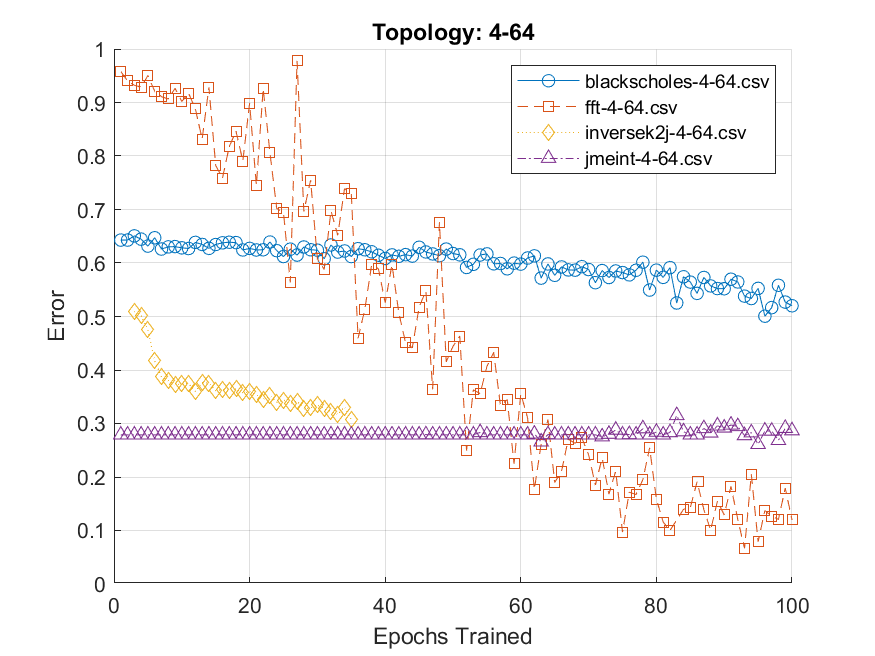 Topology: 4-64
1
0.9
0.8
0.7
0.6
0.5
0.4
0.3
0.2
0.1
0
Error
blackscholes-4-64.csv
fft-4-64.csv
inversek2j-4-64.csv
jmeint-4-64.csv
0 20 40 60 80 100
Epochs Trained